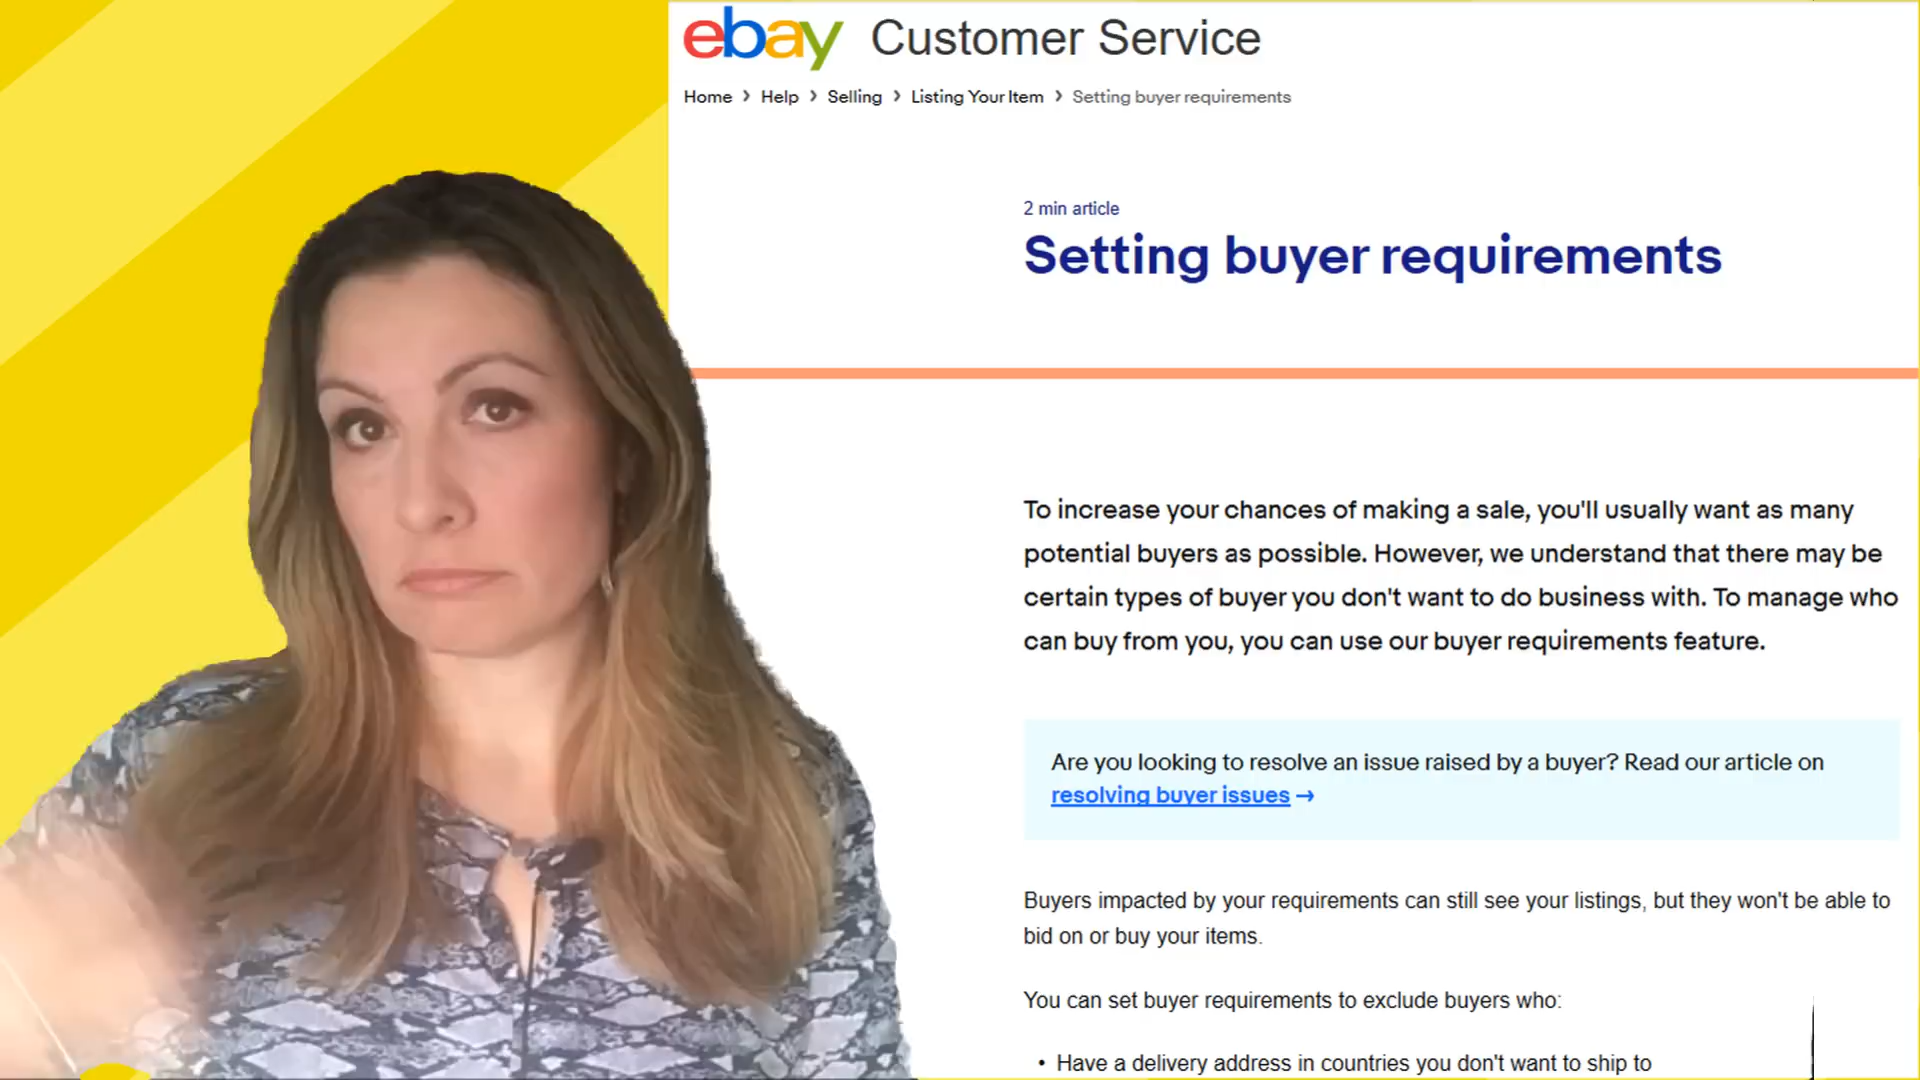 ebay Customer Service
Home > Help > Selling > Listing Your Item > Setting buyer requirements
2 min article
Setting buyer requirements
To increase your chances of making a sale, you'll usually want as many
potential buyers as possible. However, we understand that there may be
certain types of buyer you don't want to do business with. To manage who
can buy from you, you can use our buyer requirements feature.
Are you looking to resolve an issue raised by a buyer? Read our article on
resolving buyer issues →
Buyers impacted by your requirements can still see your listings, but they won't be able to
bid on or buy your items.
You can set buyer requirements to exclude buyers who:
• Have a delivery address in countries you don't want to ship to